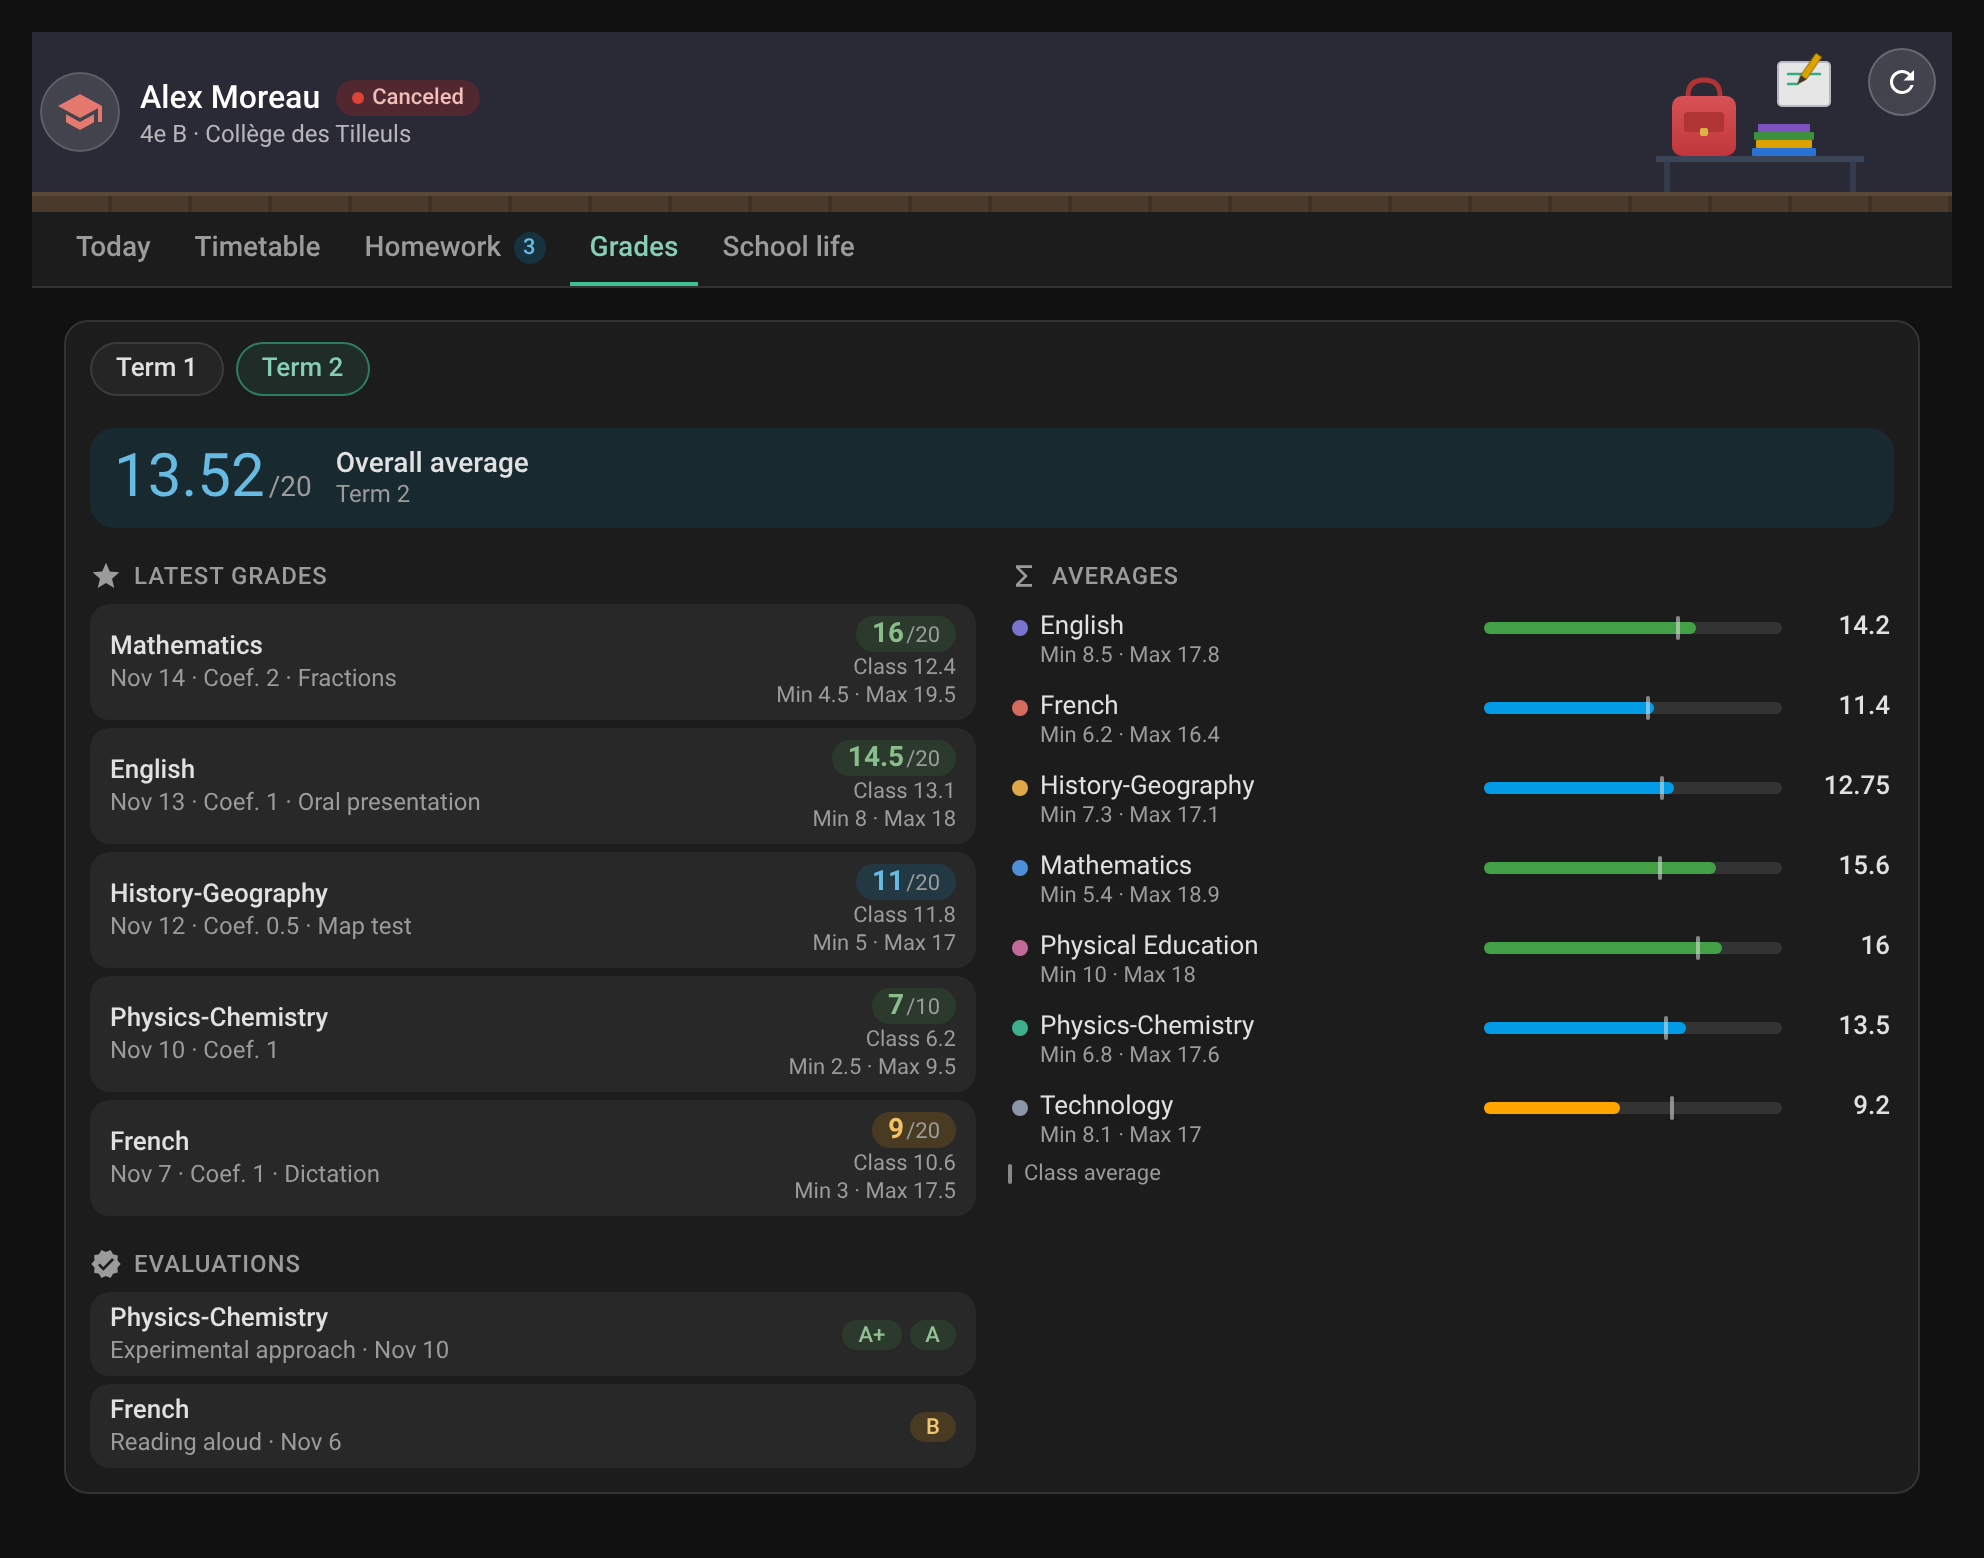 Alex Moreau
Canceled
4e B · Collège des Tilleuls
Today
Timetable
Homework 3
Grades
School life
Term 1
Term 2
13.52/20
Overall average
Term 2
LATEST GRADES
Mathematics
Nov 14 · Coef. 2 · Fractions
16/20
Class 12.4
Min 4.5 · Max 19.5
English
Nov 13 · Coef. 1 · Oral presentation
14.5/20
Class 13.1
Min 8 · Max 18
History-Geography
Nov 12 · Coef. 0.5 · Map test
11/20
Class 11.8
Min 5 · Max 17
Physics-Chemistry
Nov 10 · Coef. 1
7/10
Class 6.2
Min 2.5 · Max 9.5
French
Nov 7 · Coef. 1 · Dictation
9/20
Class 10.6
Min 3 · Max 17.5
EVALUATIONS
Physics-Chemistry
Experimental approach · Nov 10
A+ A
French
Reading aloud · Nov 6
B
AVERAGES
English
Min 8.5 · Max 17.8
14.2
French
Min 6.2 · Max 16.4
11.4
History-Geography
Min 7.3 · Max 17.1
12.75
Mathematics
Min 5.4 · Max 18.9
15.6
Physical Education
Min 10 · Max 18
16
Physics-Chemistry
Min 6.8 · Max 17.6
13.5
Technology
Min 8.1 · Max 17
9.2
Class average